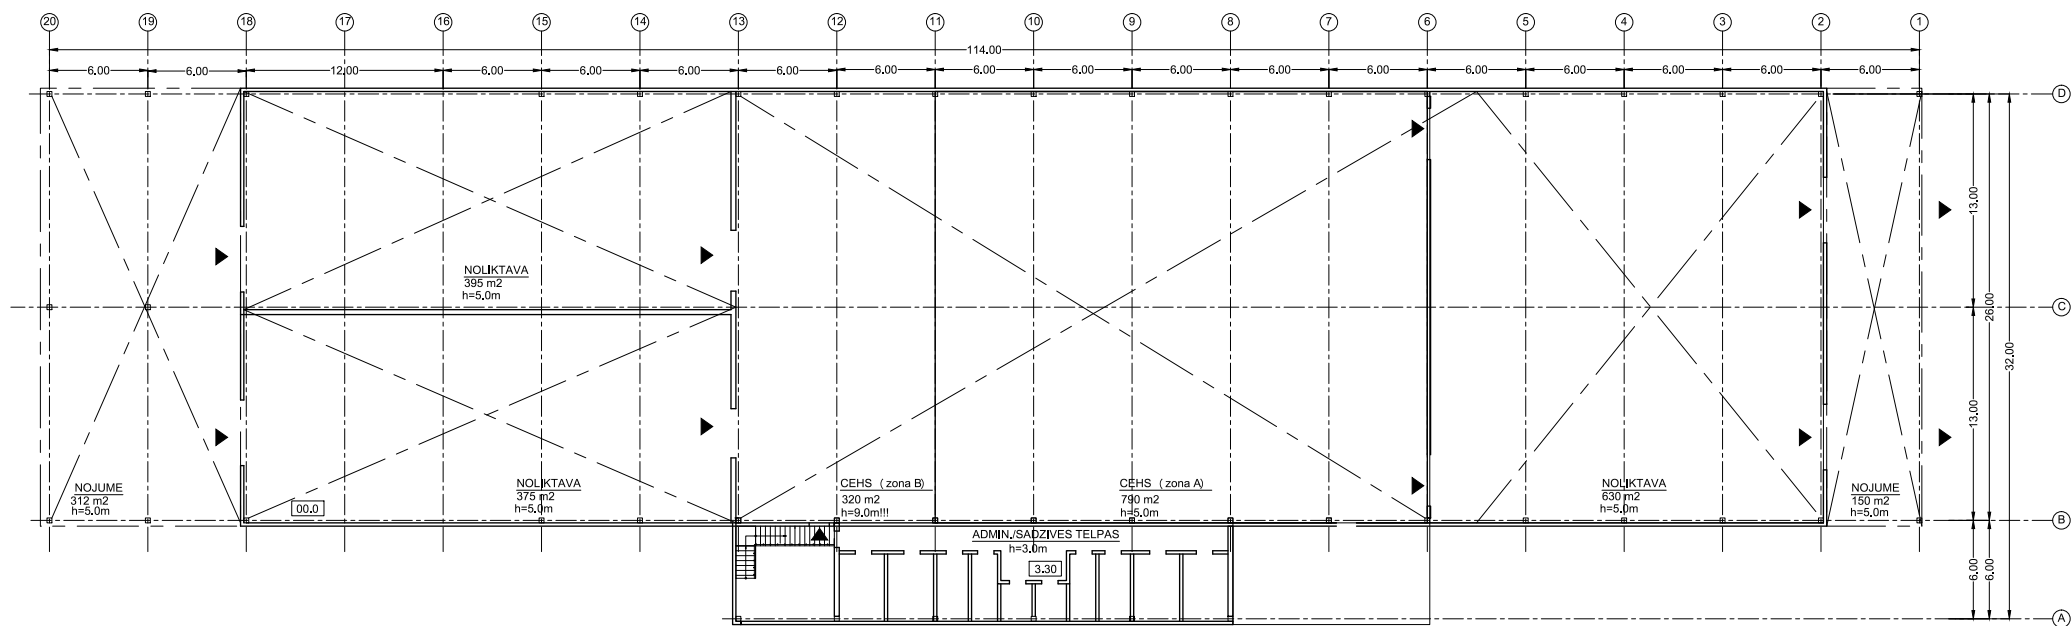 20 19 18 17 16 15 14 13 12 11 10 9 8 7 6 5 4 3 2 1
114.00
6.00 6.00 12.00 6.00 6.00 6.00 6.00 6.00 6.00 6.00 6.00 6.00 6.00 6.00 6.00 6.00 6.00 6.00
D
13.00
NOLIKTAVA
395 m2
h=5.0m
C
26.00
32.00
13.00
NOJUME
312 m2
h=5.0m
00.0
NOLIKTAVA
375 m2
h=5.0m
CEHS (zona B)
320 m2
h=9.0m!!!
CEHS (zona A)
790 m2
h=5.0m
NOLIKTAVA
630 m2
h=5.0m
NOJUME
150 m2
h=5.0m
B
ADMIN./SADZIVES TELPAS
h=3.0m
3.30
6.00
6.00
A